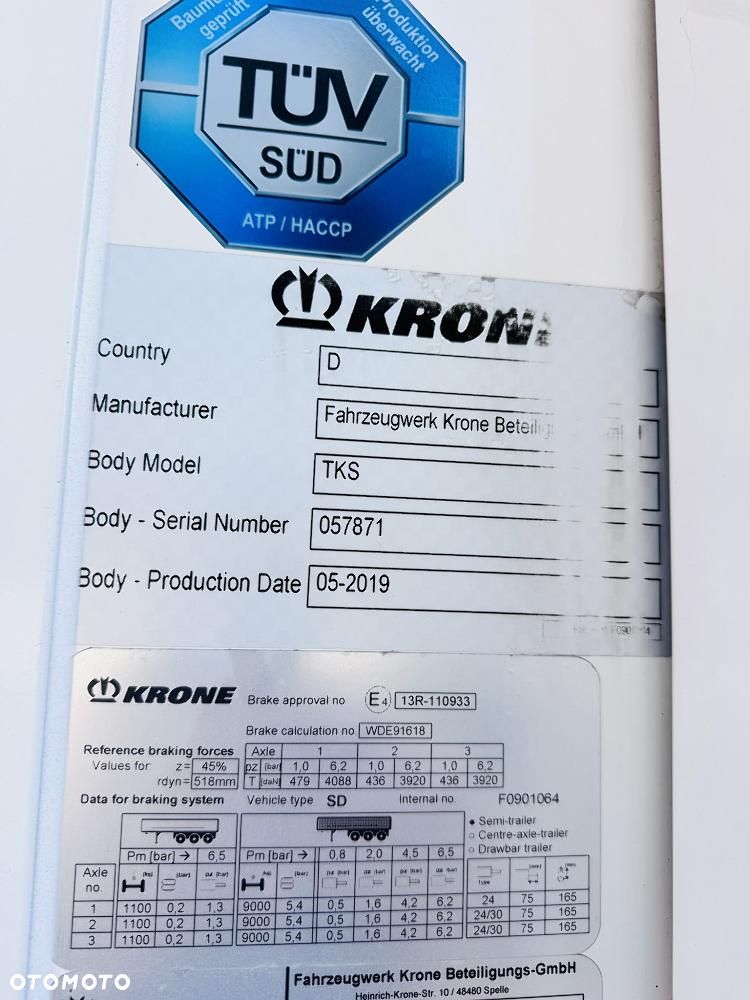 Baumu
geprüft
Produktion
überwacht
TÜV
SÜD
ATP / HACCP
KRONE
Country D
Manufacturer Fahrzeugwerk Krone
Body Model TKS
Body - Serial Number 057871
Body - Production Date 05-2019
KRONE Brake approval no E4 13R-110933
Brake calculation no WDE91618
Reference braking forces Axle 1 2 3
Values for z= 45% pz [bar] 1,0 6,2 1,0 6,2 1,0 6,2
rdyn= 518mm T [daN] 479 4088 436 3920 436 3920
Data for braking system Vehicle type SD Internal no. F0901064
Semi-trailer
Centre-axle-trailer
Drawbar trailer
Pm [bar] → 6,5 Pm [bar] → 0,8 2,0 4,5 6,5
Axle no. [kg] [bar] [kg] [bar] type [mm] [mm]
1 1100 0,2 1,3 9000 5,4 0,5 1,6 4,2 6,2 24 75 165
2 1100 0,2 1,3 9000 5,4 0,5 1,6 4,2 6,2 24/30 75 165
3 1100 0,2 1,3 9000 5,4 0,5 1,6 4,2 6,2 24/30 75 165
Fahrzeugwerk Krone Beteiligungs-GmbH
Heinrich-Krone-Str. 10 / 48480 Spelle
OTOMOTO